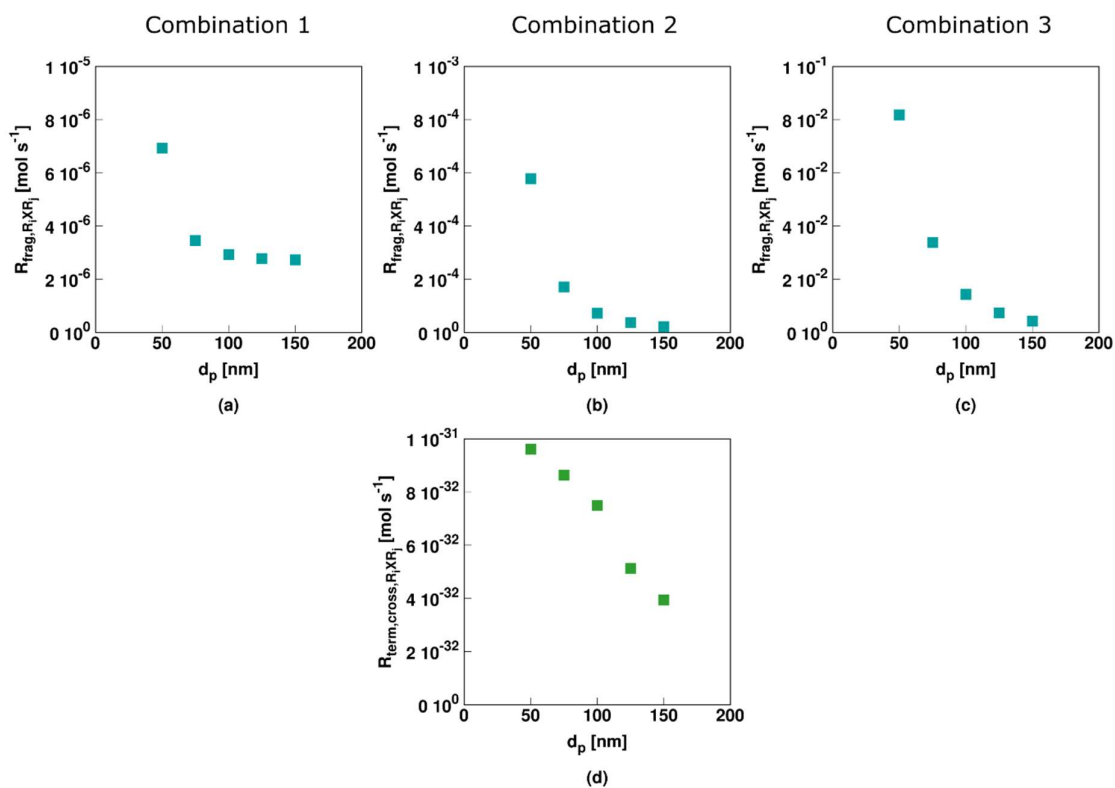 Combination 1
Combination 2
Combination 3
1 10⁻⁵
8 10⁻⁶
6 10⁻⁶
4 10⁻⁶
2 10⁻⁶
0 10⁰
R_frag,RᵢXRⱼ [mol s⁻¹]
0 50 100 150 200
dₚ [nm]
(a)
1 10⁻³
8 10⁻⁴
6 10⁻⁴
4 10⁻⁴
2 10⁻⁴
0 10⁰
R_frag,RᵢXRⱼ [mol s⁻¹]
0 50 100 150 200
dₚ [nm]
(b)
1 10⁻¹
8 10⁻²
6 10⁻²
4 10⁻²
2 10⁻²
0 10⁰
R_frag,RᵢXRⱼ [mol s⁻¹]
0 50 100 150 200
dₚ [nm]
(c)
1 10⁻³¹
8 10⁻³²
6 10⁻³²
4 10⁻³²
2 10⁻³²
0 10⁰
R_term,cross,RᵢXRⱼ [mol s⁻¹]
0 50 100 150 200
dₚ [nm]
(d)